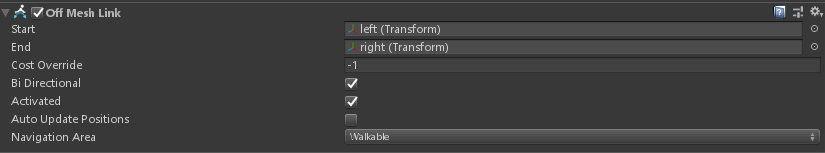 Off Mesh Link
Start left (Transform)
End right (Transform)
Cost Override -1
Bi Directional
Activated
Auto Update Positions
Navigation Area Walkable